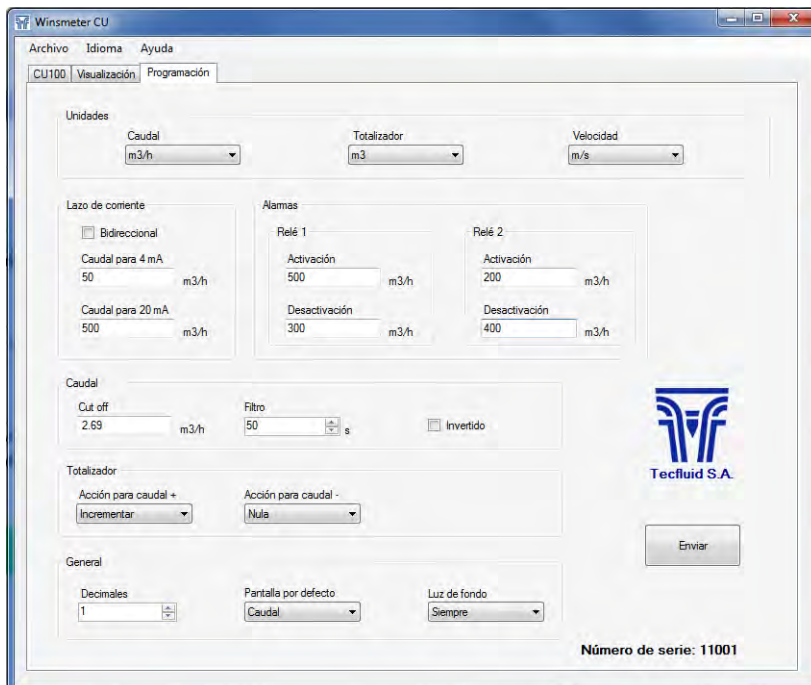 Winsmeter CU
Archivo Idioma Ayuda
CU100 Visualización Programación
Unidades
Caudal Totalizador Velocidad
m3/h m3 m/s
Lazo de corriente Alarmas
Bidireccional Relé 1 Relé 2
Caudal para 4 mA Activación Activación
50 m3/h 500 m3/h 200 m3/h
Caudal para 20 mA Desactivación Desactivación
500 m3/h 300 m3/h 400 m3/h
Caudal
Cut off Filtro
2.69 m3/h 50 s Invertido
Tecfluid S.A.
Totalizador
Acción para caudal + Acción para caudal -
Incrementar Nula
Enviar
General
Decimales Pantalla por defecto Luz de fondo
1 Caudal Siempre
Número de serie: 11001